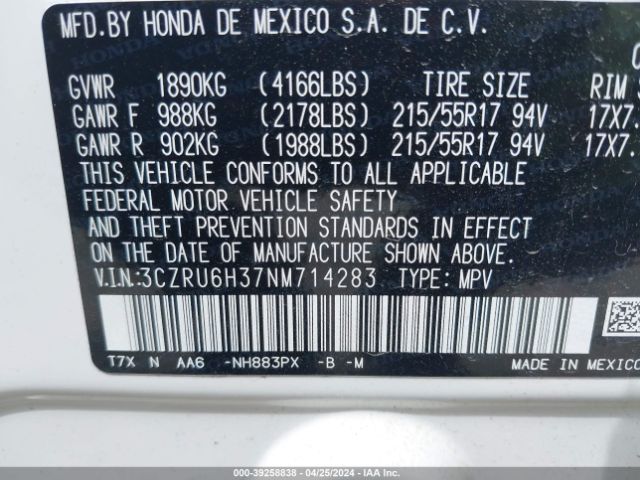 MFD.BY HONDA DE MEXICO S.A. DE C.V.
GVWR 1890KG (4166LBS) TIRE SIZE RIM
GAWR F 988KG (2178LBS) 215/55R17 94V 17X7.
GAWR R 902KG (1988LBS) 215/55R17 94V 17X7.
THIS VEHICLE CONFORMS TO ALL APPLICABLE
FEDERAL MOTOR VEHICLE SAFETY
AND THEFT PREVENTION STANDARDS IN EFFECT
ON THE DATE OF MANUFACTURE SHOWN ABOVE.
V.I.N.:3CZRU6H37NM714283 TYPE: MPV
T7X N AA6 -NH883PX -B -M MADE IN MEXICO
000-39258838 - 04/25/2024 - IAA Inc.